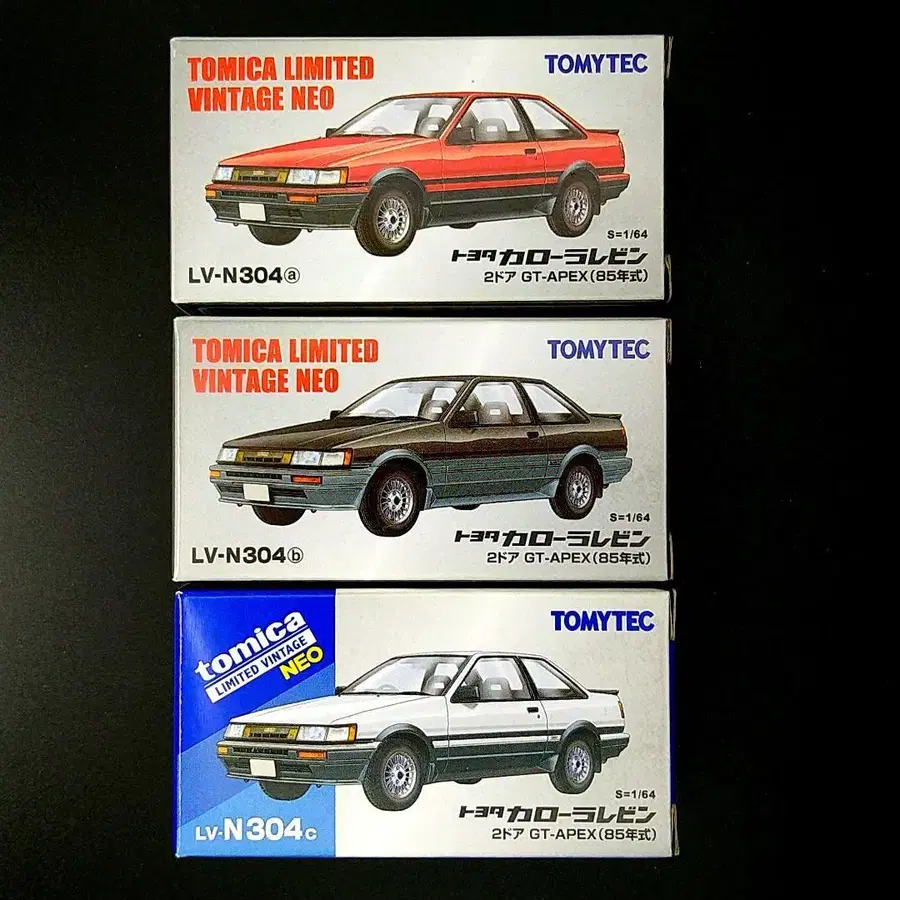 TOMICA LIMITED
VINTAGE NEO
TOMYTEC
S=1/64
トヨタ カローラレビン
LV-N304ⓐ
2ドア GT-APEX(85年式)
TOMICA LIMITED
VINTAGE NEO
TOMYTEC
S=1/64
トヨタ カローラレビン
LV-N304ⓑ
2ドア GT-APEX(85年式)
tomica
LIMITED VINTAGE
NEO
TOMYTEC
S=1/64
トヨタ カローラレビン
LV-N304c
2ドア GT-APEX(85年式)